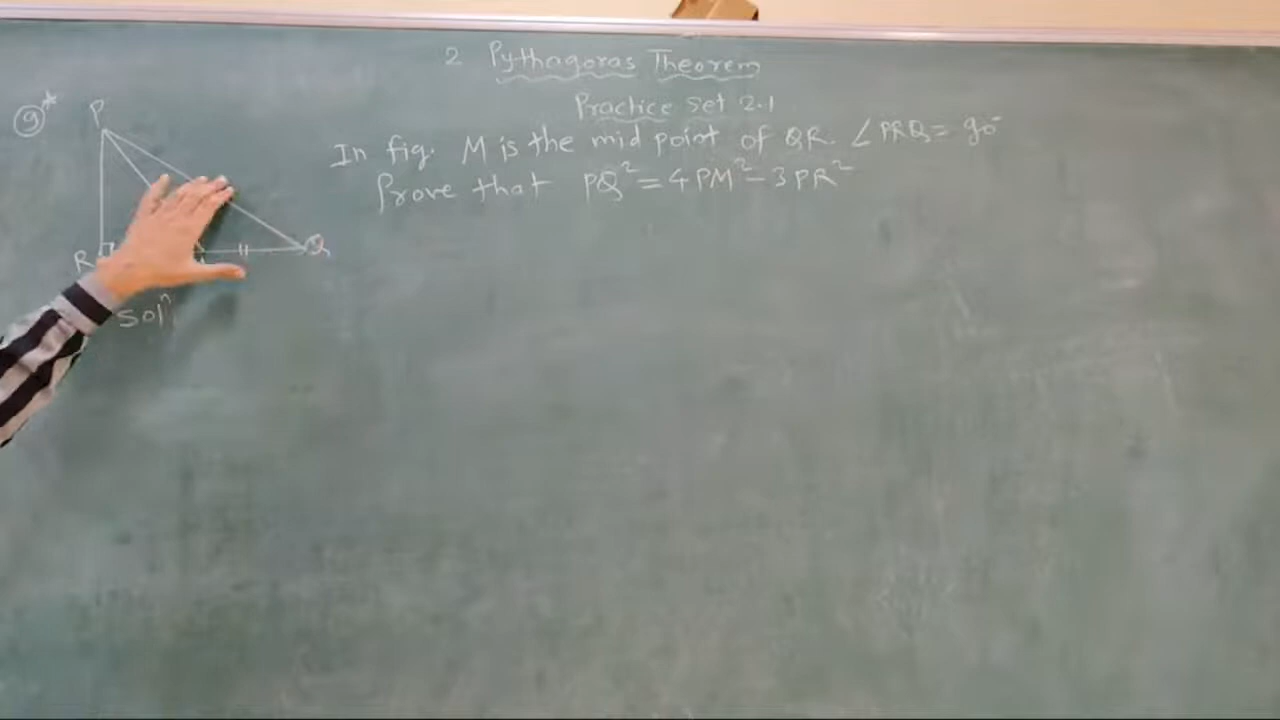 2 Pythagoras Theorem
Practice Set 2.1
9*
In fig. M is the mid point of QR. ∠PRQ = 90°
Prove that PQ² = 4PM² - 3PR²
P
R
Q
Solⁿ